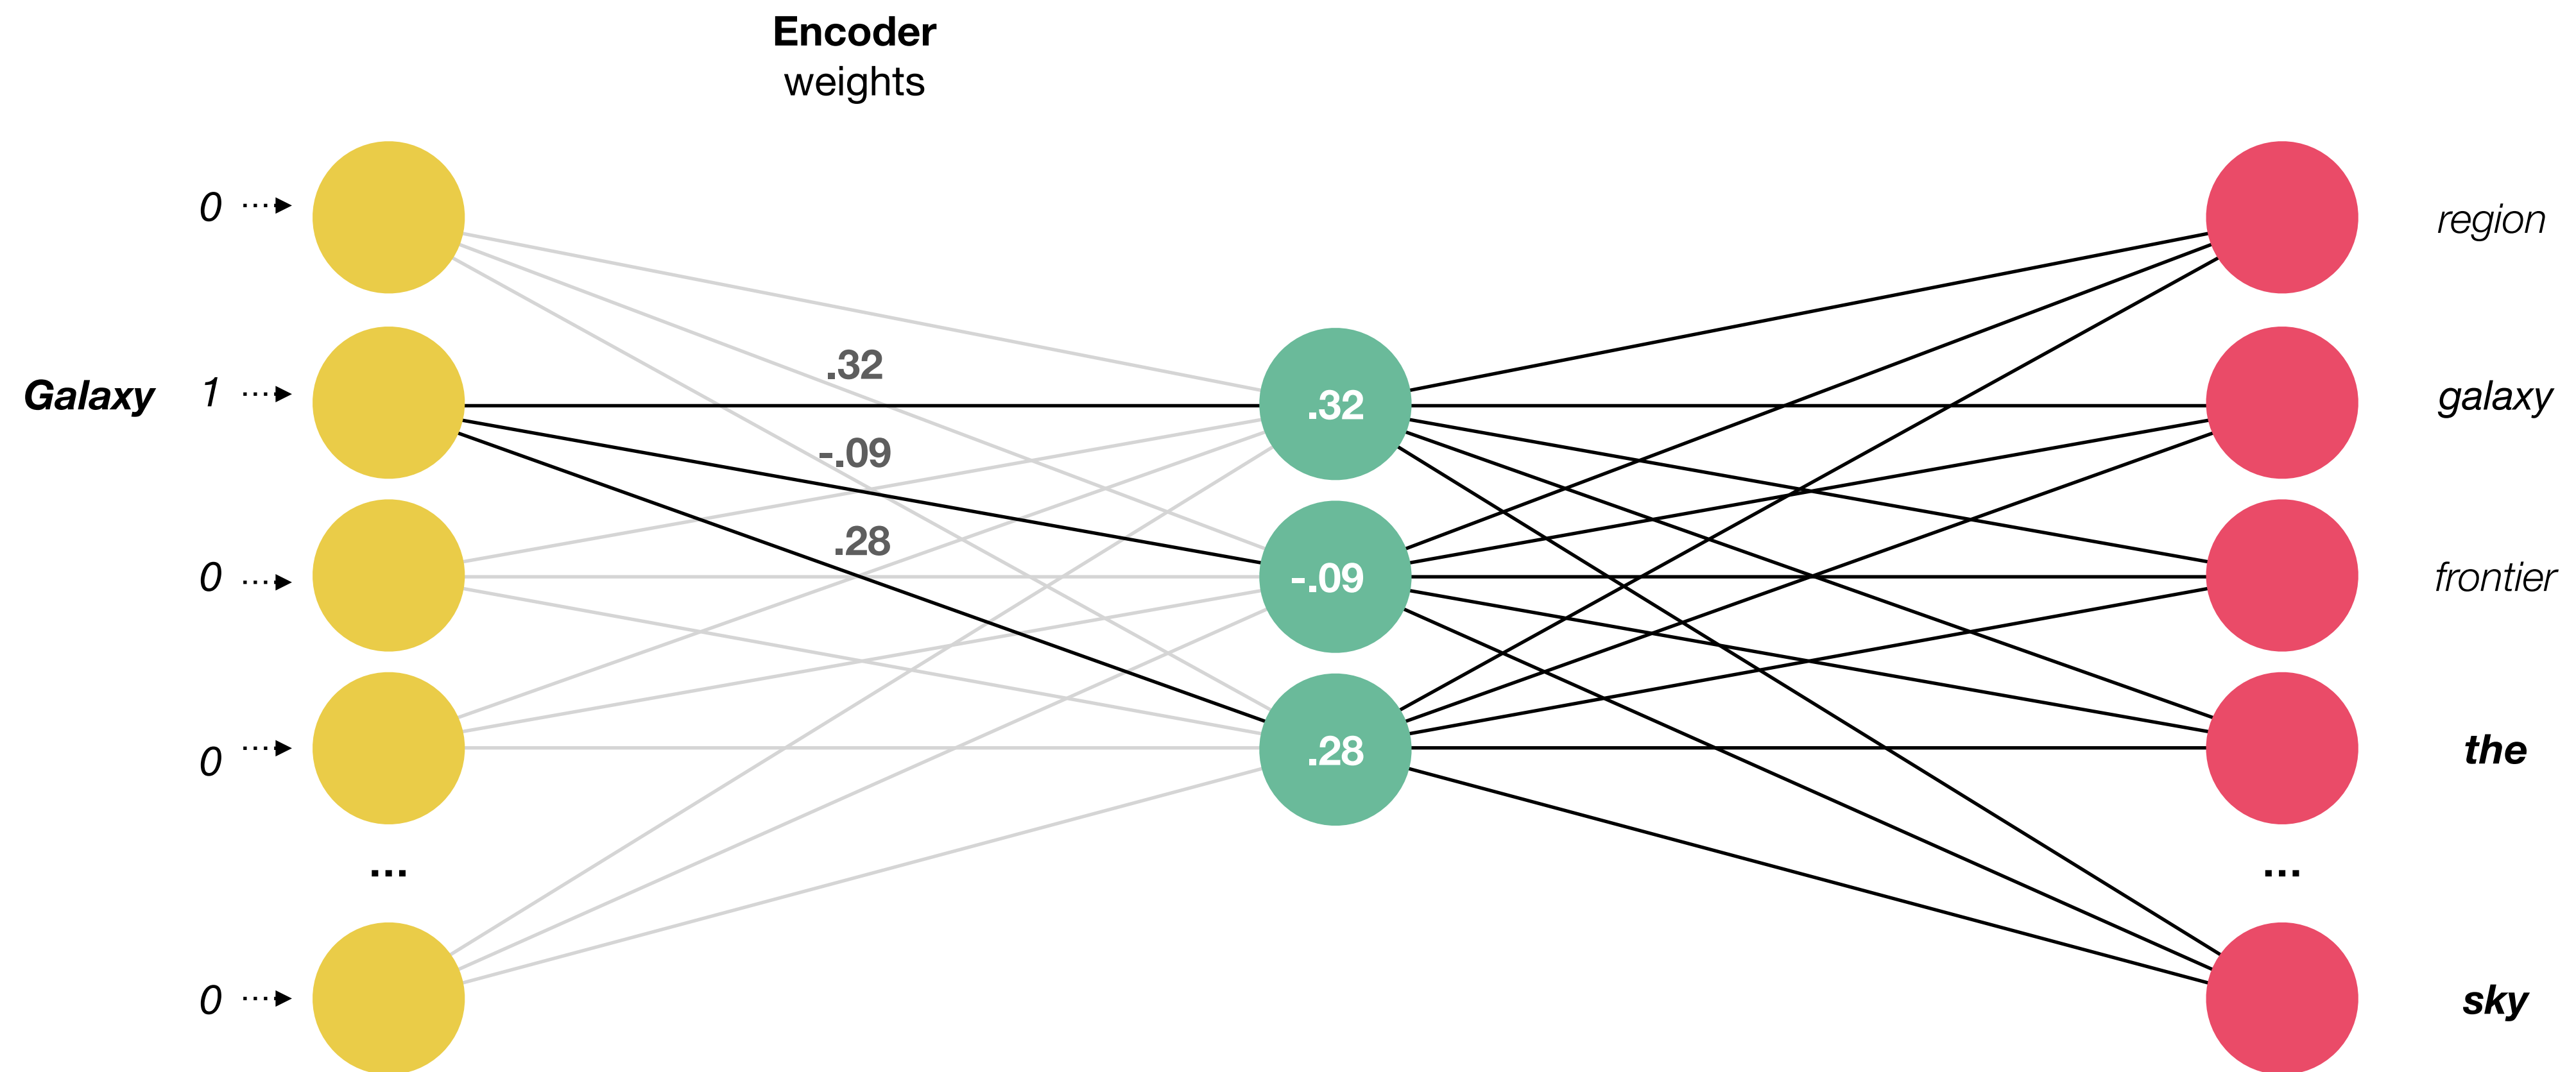 Encoder
weights
0
region
.32
Galaxy 1
.32
galaxy
-.09
.28
0
-.09
frontier
0
.28
the
...
...
0
sky